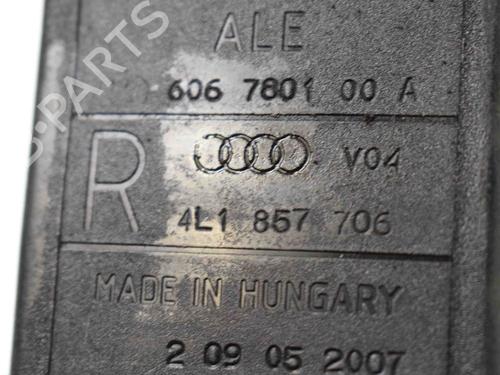 ALE
606 7801 00 A
R V04
4L1 857 706
MADE IN HUNGARY
2 09 05 2007
B-PARTS